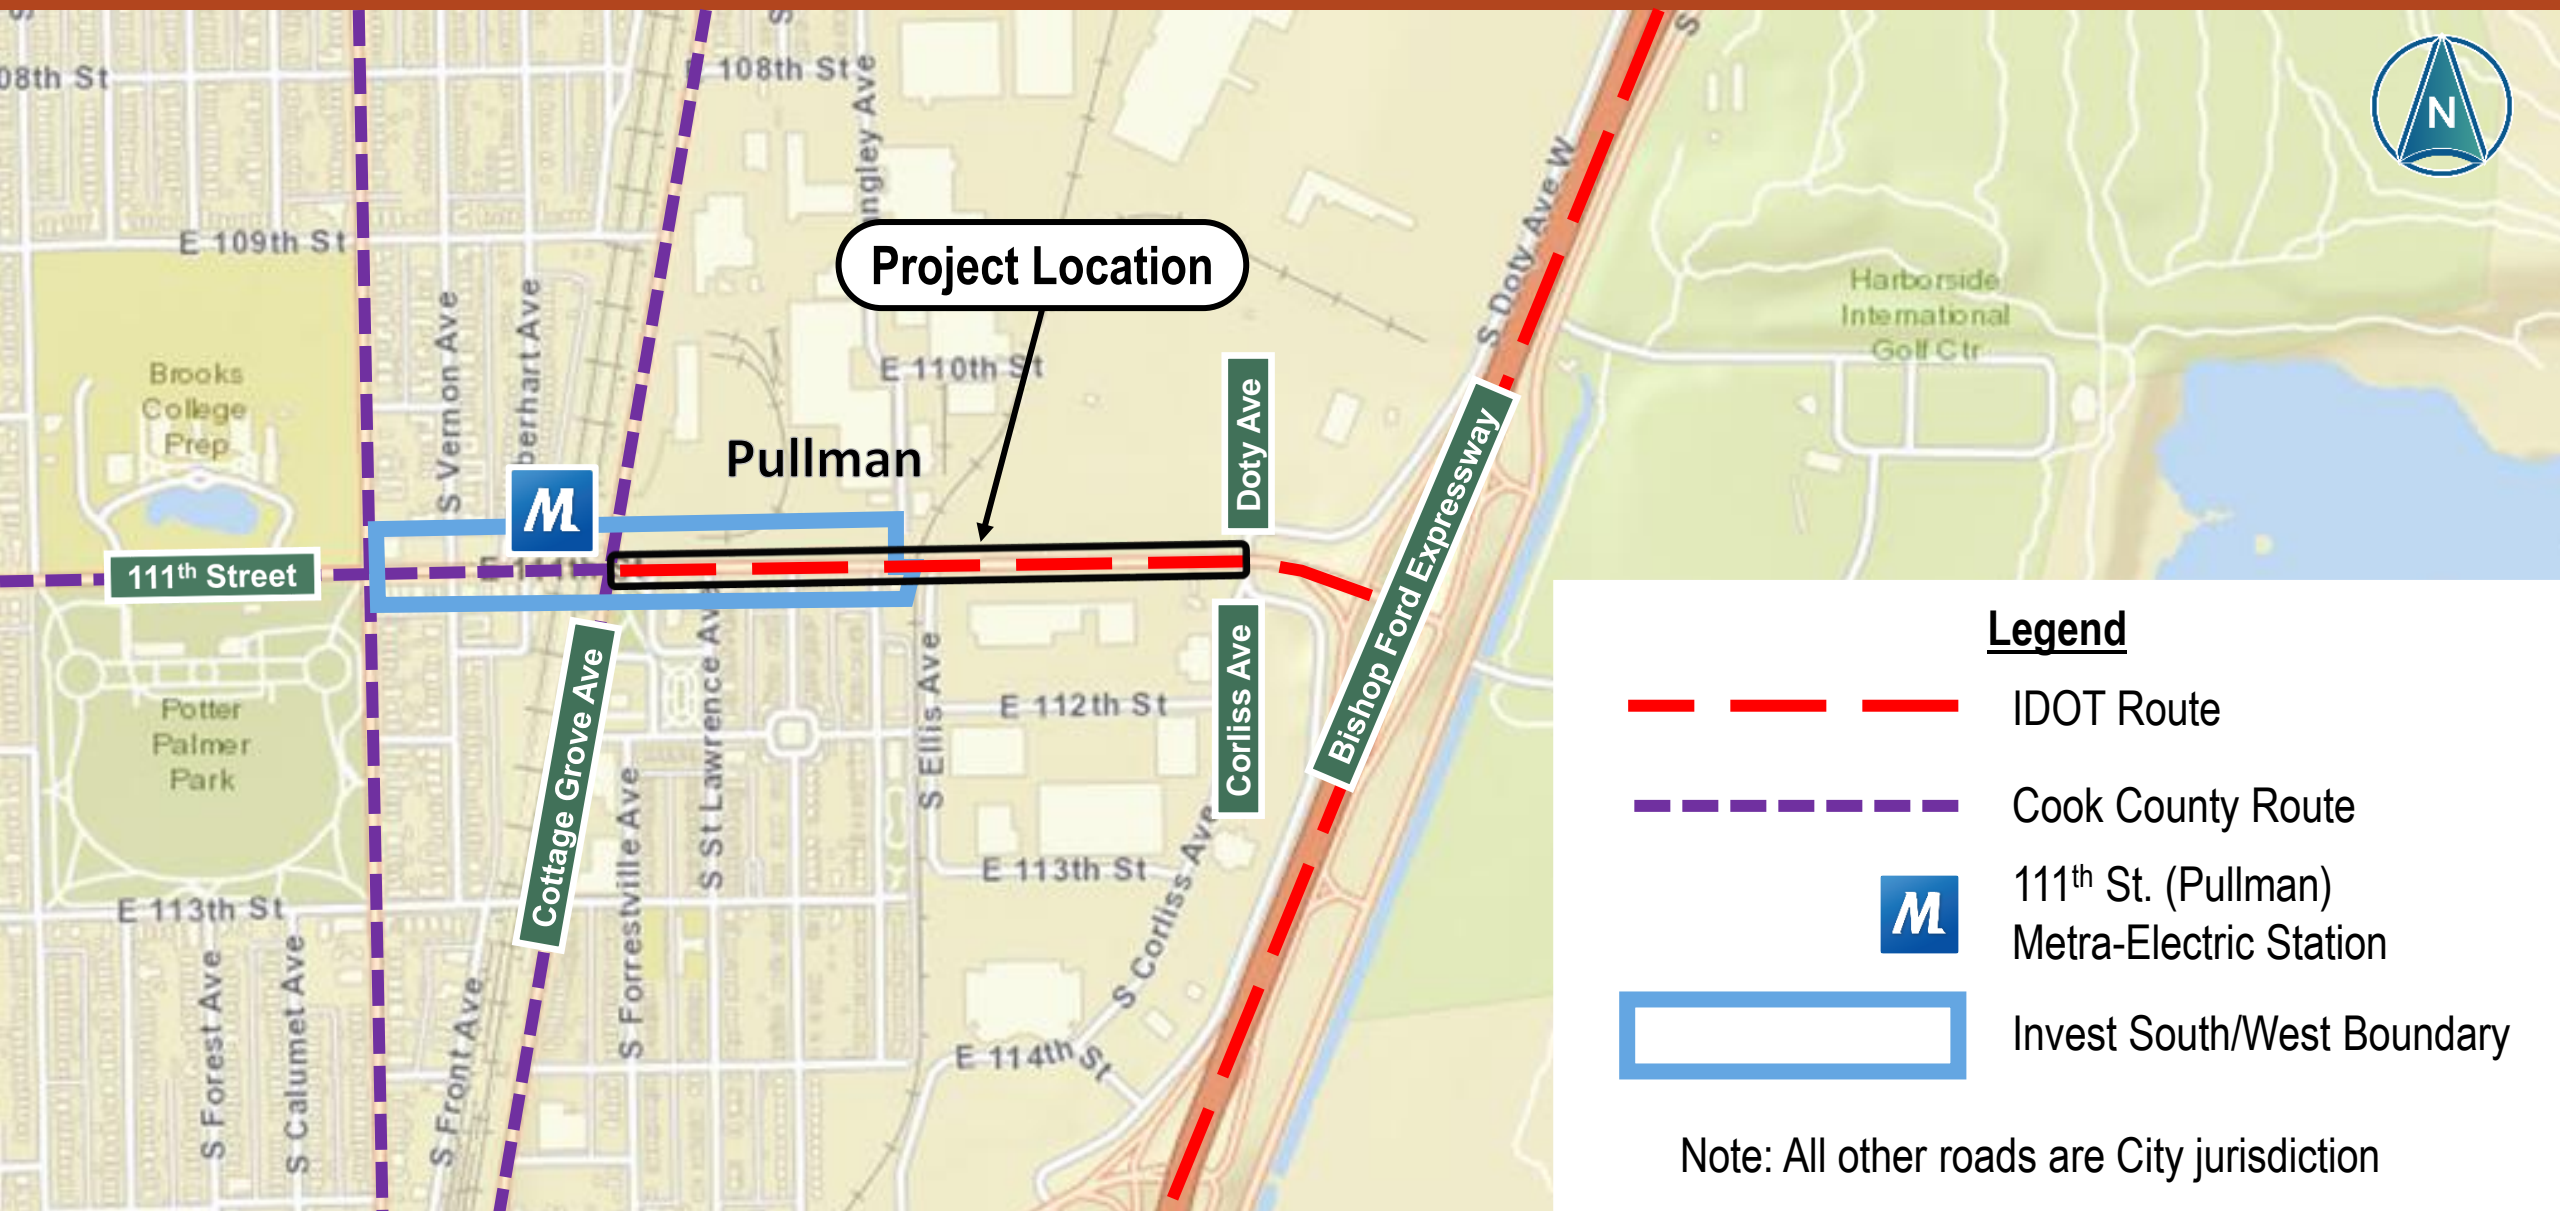 08th St
108th St
angley Ave
N
E 109th St
S Doty Ave W
Project Location
Harborside
International
Golf Ctr
S Vernon Ave
berhart Ave
E 110th St
Brooks
College
Prep
Pullman
Doty Ave
Bishop Ford Expressway
M
111th Street
Cottage Grove Ave
Corliss Ave
S Ellis Ave
S St Lawrence Ave
E 112th St
Potter
Palmer
Park
S Forrestville Ave
E 113th St
E 113th St
S Corliss Ave
S Forest Ave
S Calumet Ave
S Front Ave
E 114th St
Legend
IDOT Route
Cook County Route
M
111th St. (Pullman)
Metra-Electric Station
Invest South/West Boundary
Note: All other roads are City jurisdiction